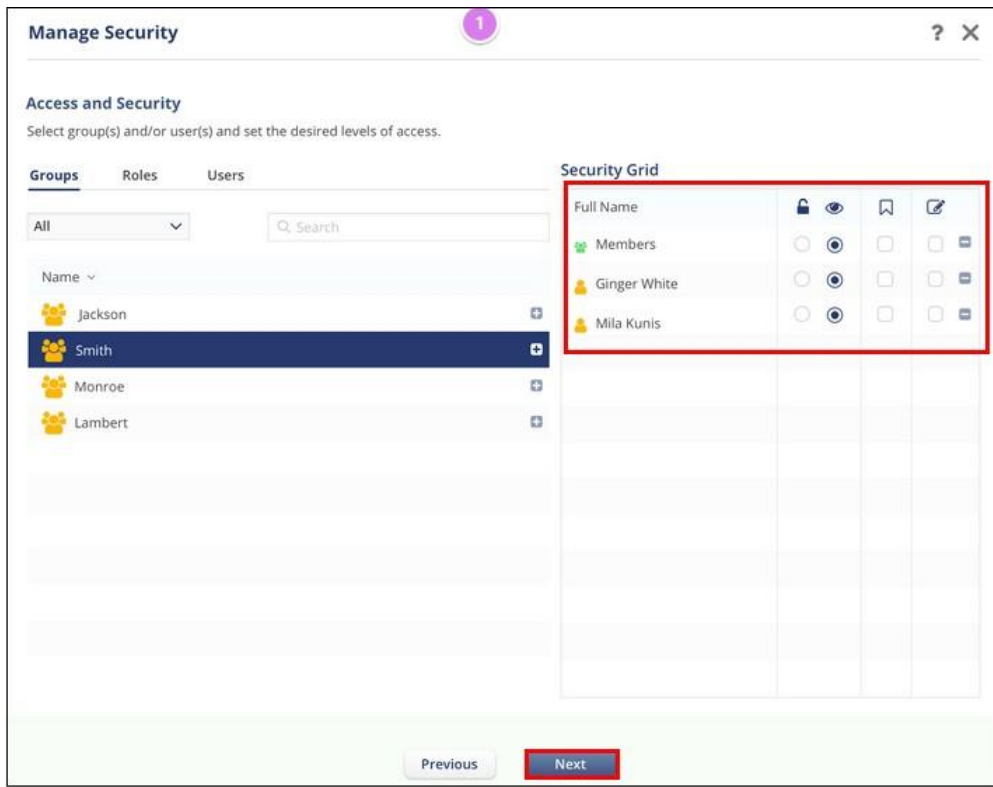 1
Manage Security
?
Access and Security
Select group(s) and/or user(s) and set the desired levels of access.
Groups Roles Users
All
Search
Name
Jackson
Smith
Monroe
Lambert
Security Grid
Full Name
Members
Ginger White
Mila Kunis
Previous Next